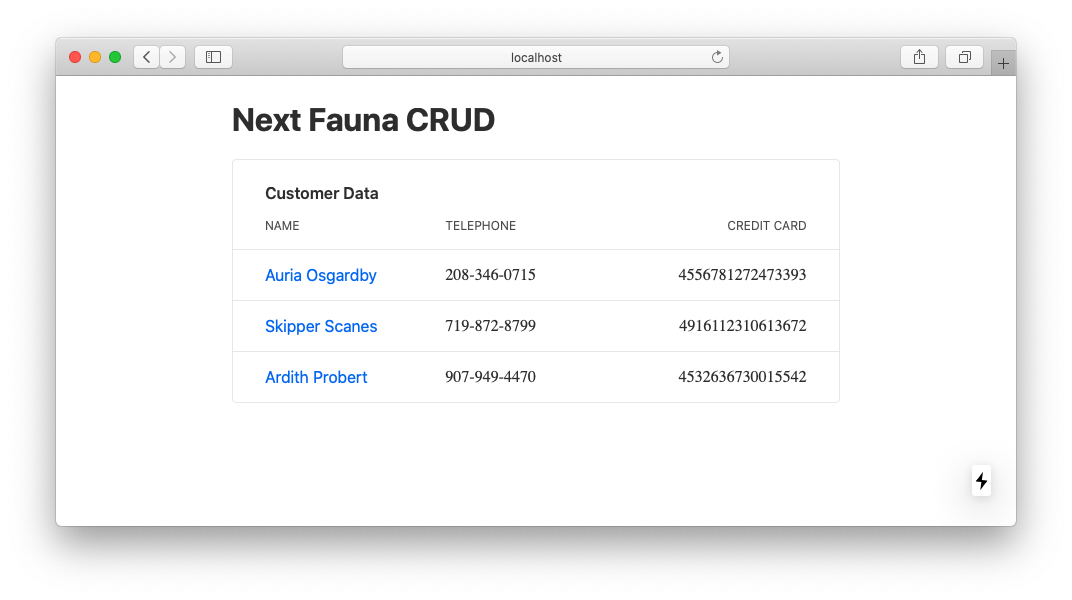 localhost
Next Fauna CRUD
Customer Data
NAME TELEPHONE CREDIT CARD
Auria Osgardby 208-346-0715 4556781272473393
Skipper Scanes 719-872-8799 4916112310613672
Ardith Probert 907-949-4470 4532636730015542